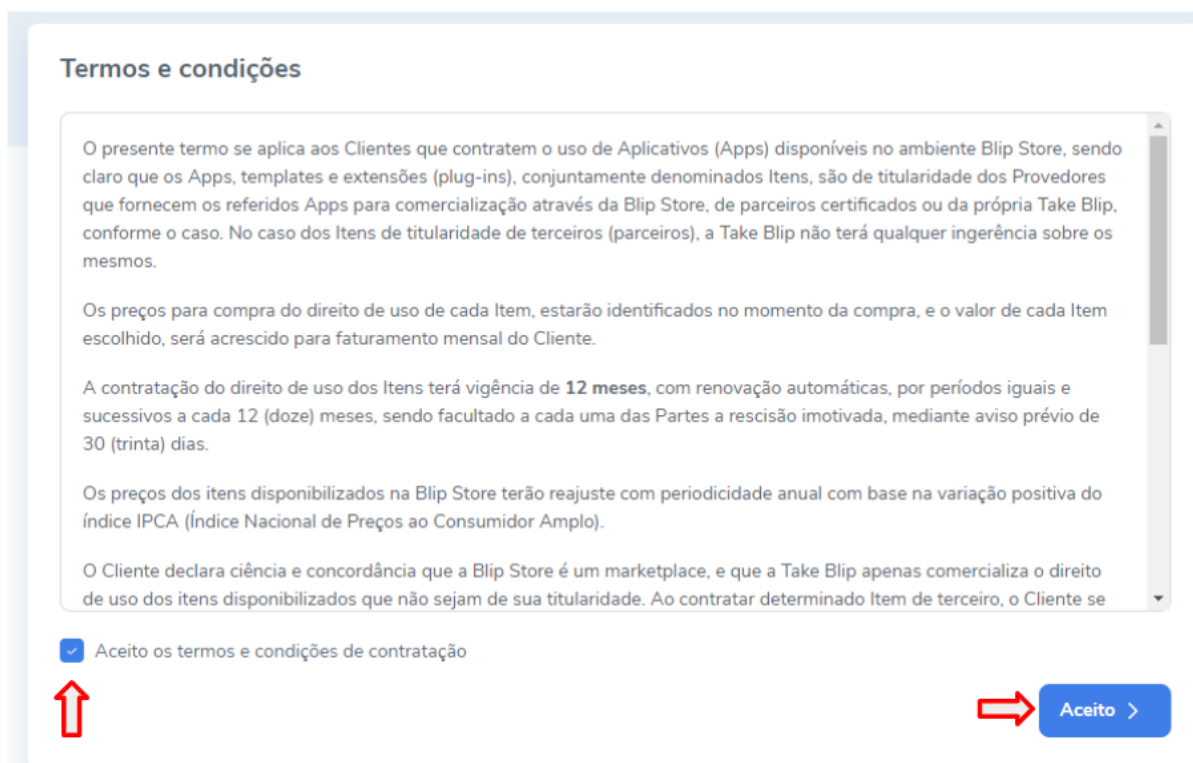 Termos e condições
O presente termo se aplica aos Clientes que contratem o uso de Aplicativos (Apps) disponíveis no ambiente Blip Store, sendo
claro que os Apps, templates e extensões (plug-ins), conjuntamente denominados Itens, são de titularidade dos Provedores
que fornecem os referidos Apps para comercialização através da Blip Store, de parceiros certificados ou da própria Take Blip,
conforme o caso. No caso dos Itens de titularidade de terceiros (parceiros), a Take Blip não terá qualquer ingerência sobre os
mesmos.
Os preços para compra do direito de uso de cada Item, estarão identificados no momento da compra, e o valor de cada Item
escolhido, será acrescido para faturamento mensal do Cliente.
A contratação do direito de uso dos Itens terá vigência de 12 meses, com renovação automáticas, por períodos iguais e
sucessivos a cada 12 (doze) meses, sendo facultado a cada uma das Partes a rescisão imotivada, mediante aviso prévio de
30 (trinta) dias.
Os preços dos itens disponibilizados na Blip Store terão reajuste com periodicidade anual com base na variação positiva do
índice IPCA (Índice Nacional de Preços ao Consumidor Amplo).
O Cliente declara ciência e concordância que a Blip Store é um marketplace, e que a Take Blip apenas comercializa o direito
de uso dos itens disponibilizados que não sejam de sua titularidade. Ao contratar determinado Item de terceiro, o Cliente se
Aceito os termos e condições de contratação
Aceito